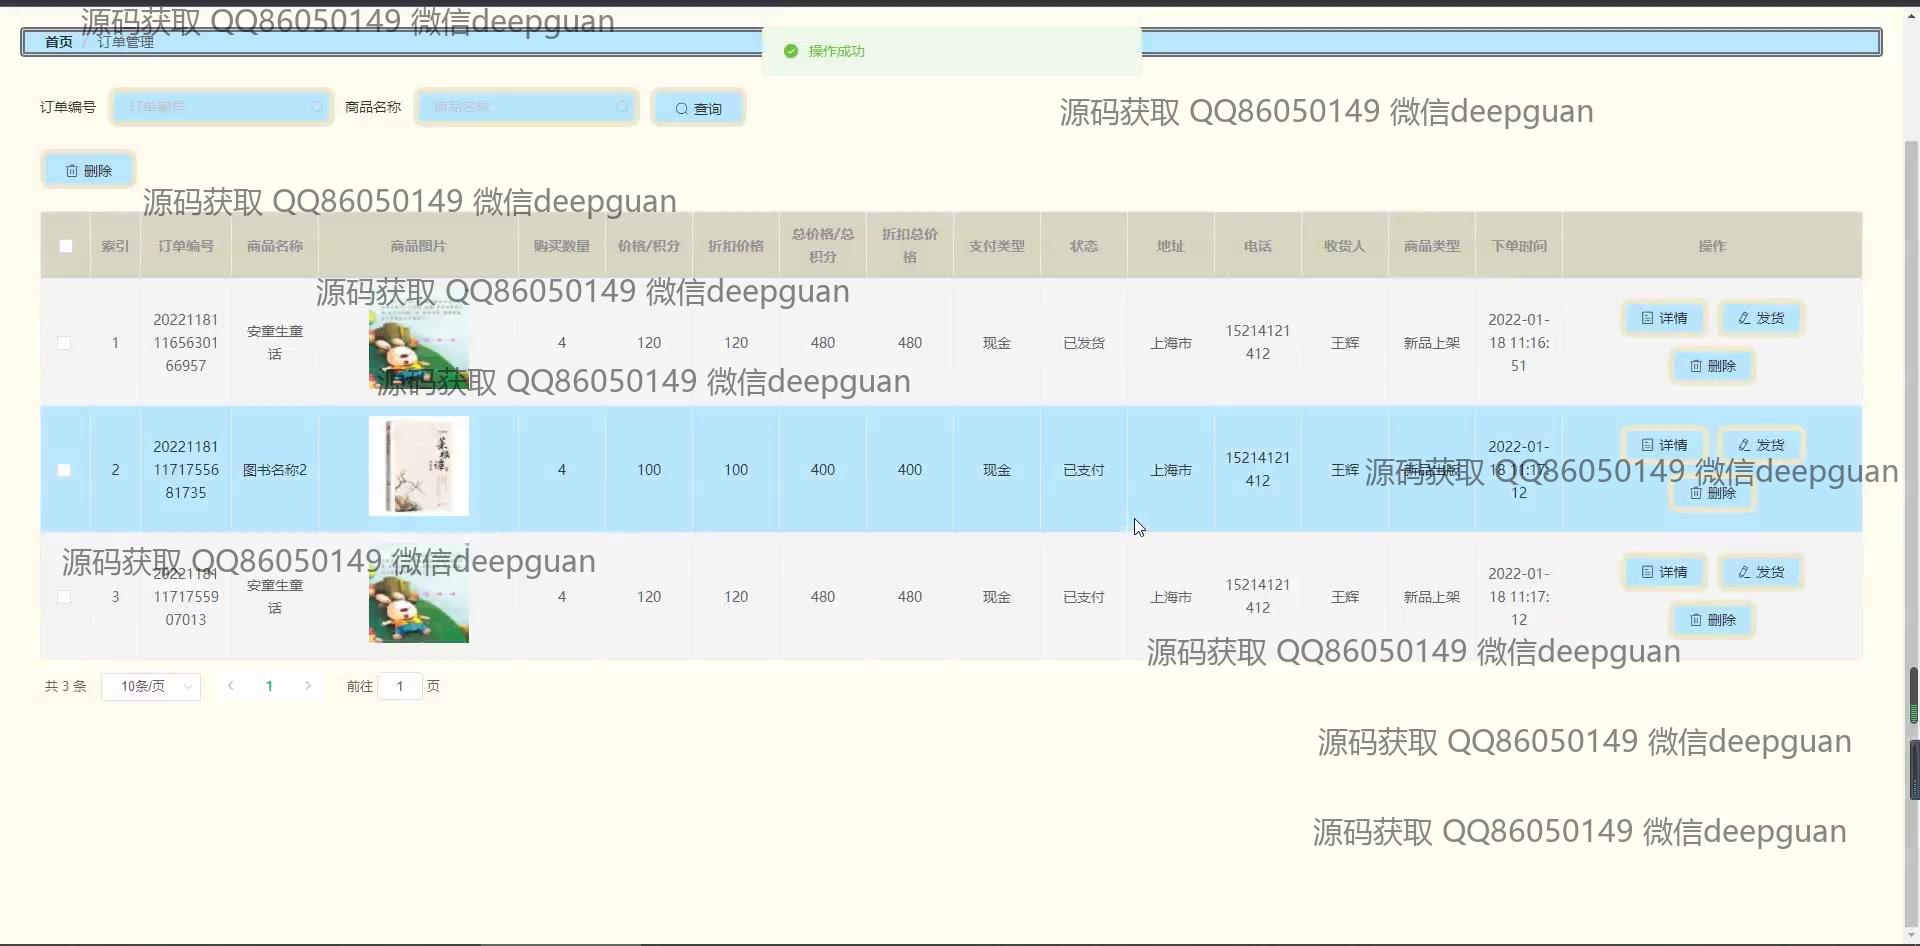 源码获取 QQ86050149 微信deepguan
首页 / 订单管理
操作成功
订单编号 订单编号 商品名称 商品名称 查询
源码获取 QQ86050149 微信deepguan
删除
源码获取 QQ86050149 微信deepguan
索引 订单编号 商品名称 商品图片 购买数量 价格/积分 折扣价格 总价格/总积分 折扣总价格 支付类型 状态 地址 电话 收货人 商品类型 下单时间 操作
源码获取 QQ86050149 微信deepguan
1 202211811165630166957 安童生童话 4 120 120 480 480 现金 已发货 上海市 15214121412 王辉 新品上架 2022-01-18 11:16:51 详情 发货 删除
源码获取 QQ86050149 微信deepguan
2 202211811171755681735 图书名称2 菜根谭 4 100 100 400 400 现金 已支付 上海市 15214121412 王辉 新品出版 2022-01-18 11:17:12 详情 发货 删除
源码获取 QQ86050149 微信deepguan
源码获取 QQ86050149 微信deepguan
3 202211811171755907013 安童生童话 4 120 120 480 480 现金 已支付 上海市 15214121412 王辉 新品上架 2022-01-18 11:17:12 详情 发货 删除
源码获取 QQ86050149 微信deepguan
共 3 条 10条/页 1 前往 1 页
源码获取 QQ86050149 微信deepguan
源码获取 QQ86050149 微信deepguan